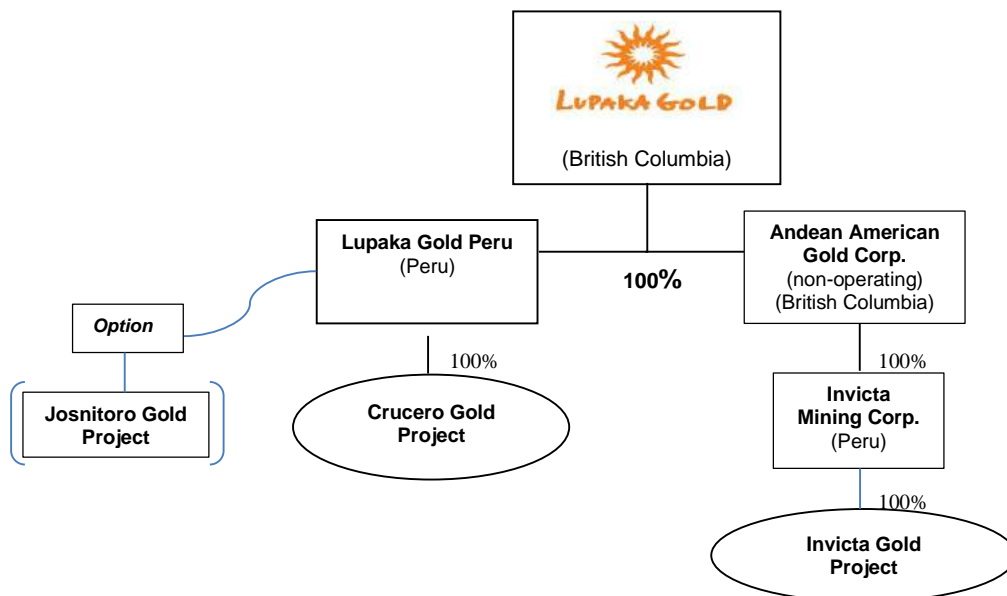 LUPAKA GOLD
(British Columbia)
Lupaka Gold Peru
(Peru)
100%
Andean American
Gold Corp.
(non-operating)
(British Columbia)
Option
100%
100%
Josnitoro Gold
Project
Crucero Gold
Project
Invicta
Mining Corp.
(Peru)
100%
Invicta Gold
Project